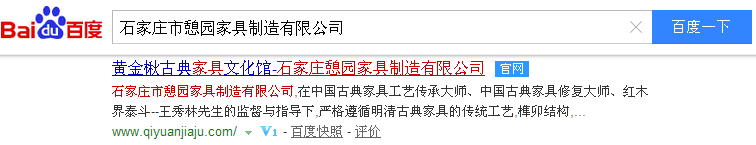 Bai du 百度 石家庄市憩园家具制造有限公司 × 百度一下
黄金楸古典家具文化馆-石家庄憩园家具制造有限公司 官网
石家庄市憩园家具制造有限公司,在中国古典家具工艺传承大师、中国古典家具修复大师、红木
界泰斗--王秀林先生的监督与指导下,严格遵循明清古典家具的传统工艺,榫卯结构,...
www.qiyuanjiaju.com/ V1 - 百度快照 - 评价